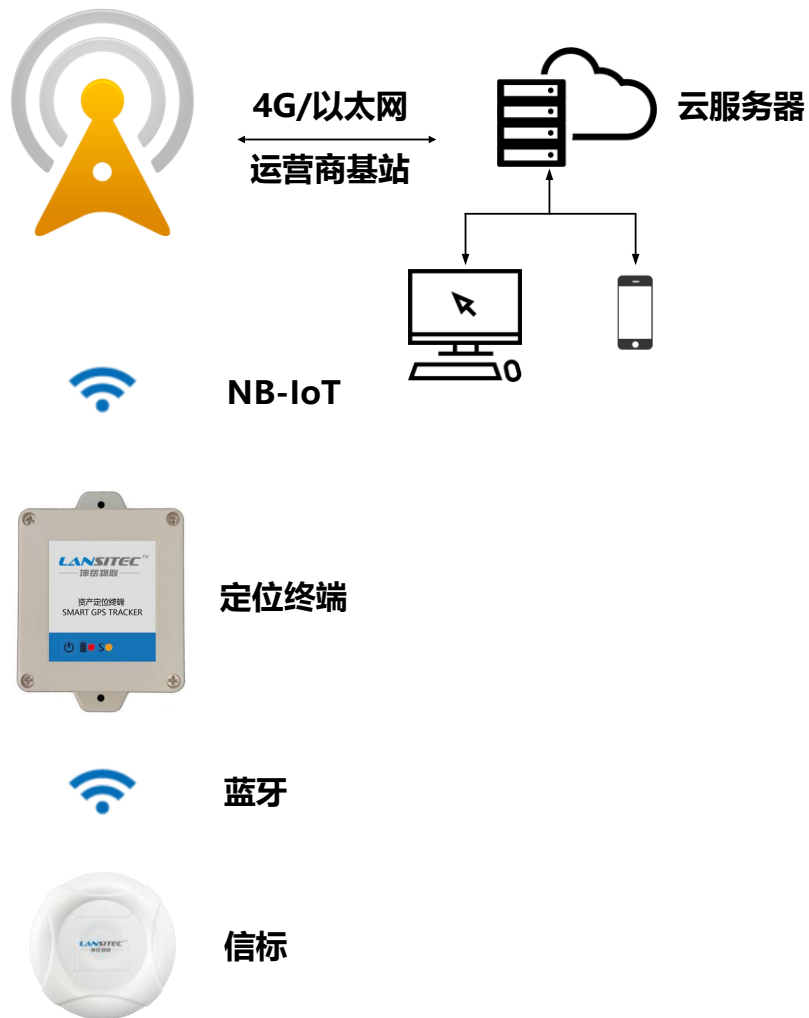 4G/以太网
运营商基站
云服务器
NB-IoT
LANSITEC™
资产定位终端
SMART GPS TRACKER
S
定位终端
蓝牙
LANSITEC
信标